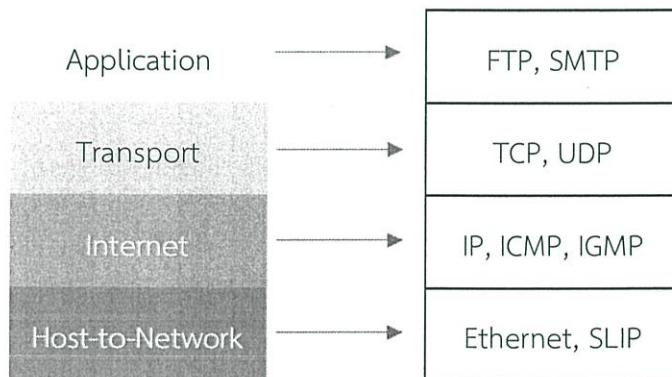 Application
FTP, SMTP
Transport
TCP, UDP
Internet
IP, ICMP, IGMP
Host-to-Network
Ethernet, SLIP